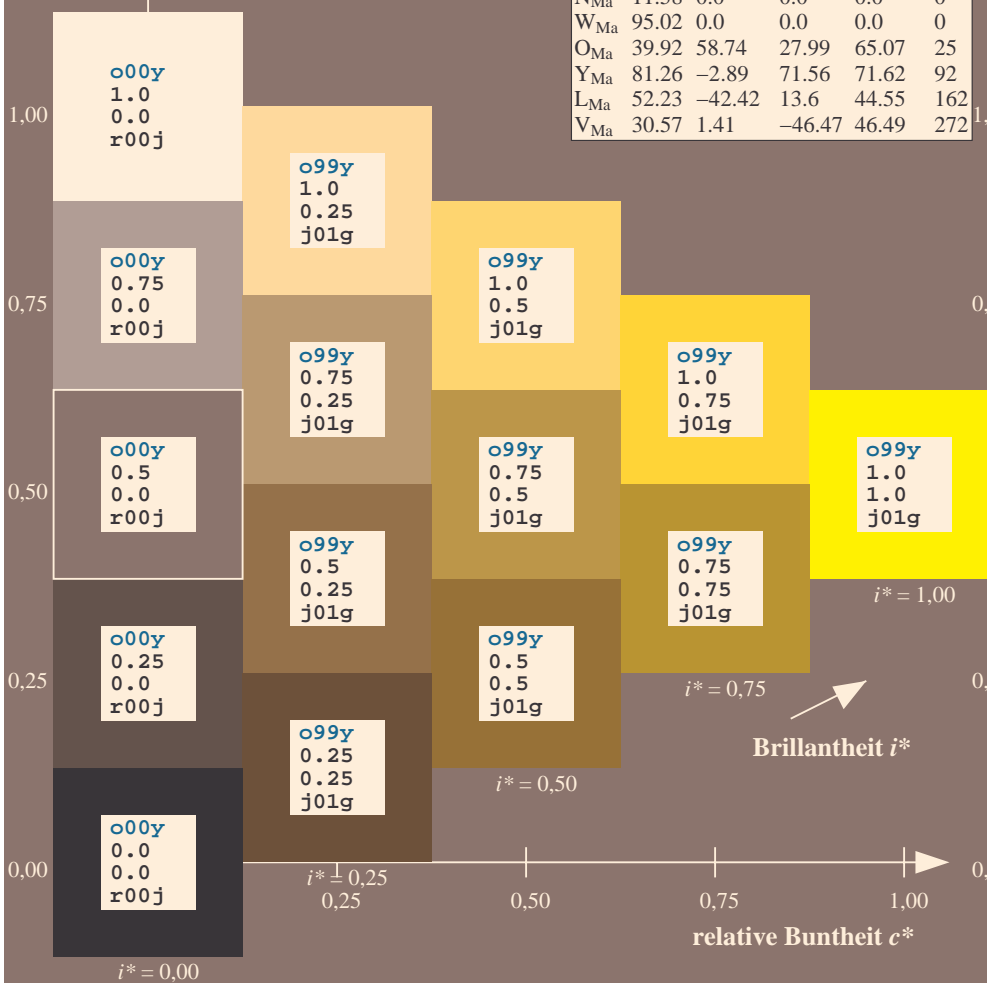 W_Ma 95.02 0.0 0.0 0.0 0
O_Ma 39.92 58.74 27.99 65.07 25
Y_Ma 81.26 −2.89 71.56 71.62 92
L_Ma 52.23 −42.42 13.6 44.55 162
V_Ma 30.57 1.41 −46.47 46.49 272
o00y
1.0
0.0
r00j
1,00
o99y
1.0
0.25
j01g
o00y
0.75
0.0
r00j
o99y
1.0
0.5
j01g
0,75
o99y
0.75
0.25
j01g
o99y
1.0
0.75
j01g
o00y
0.5
0.0
r00j
o99y
0.75
0.5
j01g
o99y
1.0
1.0
j01g
0,50
o99y
0.5
0.25
j01g
o99y
0.75
0.75
j01g
i* = 1,00
o00y
0.25
0.0
r00j
o99y
0.5
0.5
j01g
0,25
i* = 0,75
o99y
0.25
0.25
j01g
Brillantheit i*
i* = 0,50
o00y
0.0
0.0
r00j
0,00
i* = 0,25
0,25 0,50 0,75 1,00
relative Buntheit c*
i* = 0,00